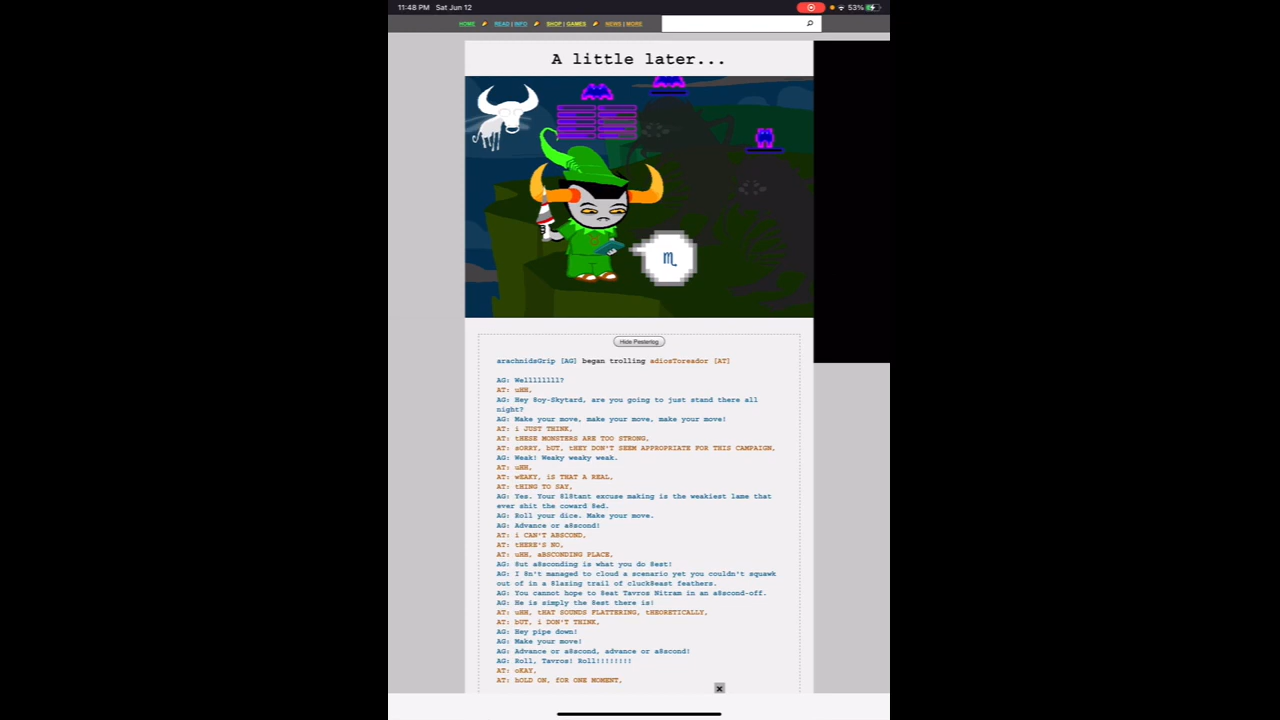 11:48 PM Sat Jun 12
53%
HOME READ | INFO SHOP | GAMES NEWS | MORE
A little later...
♏
Hide Pesterlog
arachnidsGrip [AG] began trolling adiosToreador [AT]
AG: Wellllllll?
AT: uHH,
AG: Hey 8oy-Skytard, are you going to just stand there all
night?
AG: Make your move, make your move, make your move!
AT: i JUST THINK,
AT: tHESE MONSTERS ARE TOO STRONG,
AT: sORRY, bUT, tHEY DON'T SEEM APPROPRIATE FOR THIS CAMPAIGN,
AG: Weak! Weaky weaky weak.
AT: uHH,
AT: wEAKY, iS THAT A REAL,
AT: tHING TO SAY,
AG: Yes. Your 8l8tant excuse making is the weakiest lame that
ever shit the coward 8ed.
AG: Roll your dice. Make your move.
AG: Advance or a8scond!
AT: i CAN'T ABSCOND,
AT: tHERE'S NO,
AT: uHH, aBSCONDING PLACE,
AG: 8ut a8sconding is what you do 8est!
AG: I 8n't managed to cloud a scenario yet you couldn't squawk
out of in a 8lazing trail of cluck8east feathers.
AG: You cannot hope to 8eat Tavros Nitram in an a8scond-off.
AG: He is simply the 8est there is!
AT: uHH, tHAT SOUNDS FLATTERING, tHEORETICALLY,
AT: bUT, i DON'T THINK,
AG: Hey pipe down!
AG: Make your move!
AG: Advance or a8scond, advance or a8scond!
AG: Roll, Tavros! Roll!!!!!!!!
AT: oKAY,
AT: hOLD ON, fOR ONE MOMENT,